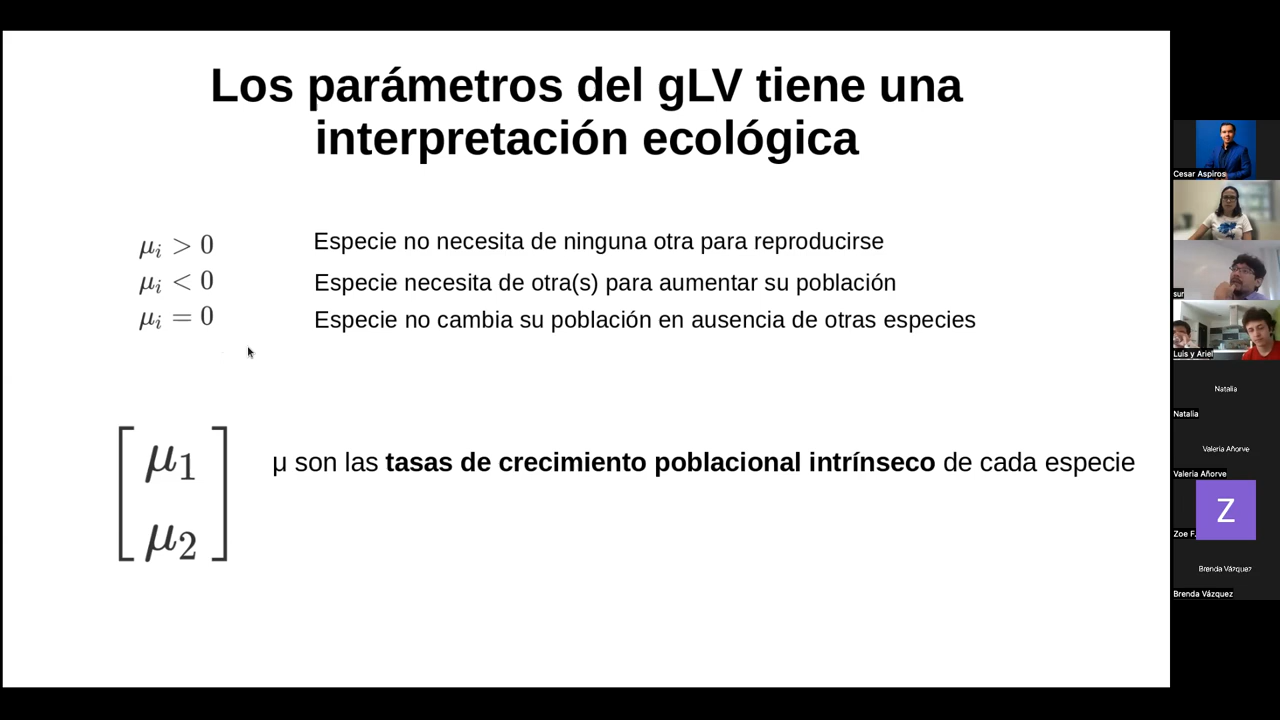 Los parámetros del gLV tiene una
interpretación ecológica
μᵢ > 0 Especie no necesita de ninguna otra para reproducirse
μᵢ < 0 Especie necesita de otra(s) para aumentar su población
μᵢ = 0 Especie no cambia su población en ausencia de otras especies
μ₁
μ₂
μ son las tasas de crecimiento poblacional intrínseco de cada especie
Cesar Aspiros
sur
Luis y Ariel
Natalia
Natalia
Valeria Añorve
Valeria Añorve
Z
Zoe F.
Brenda Vázquez
Brenda Vázquez